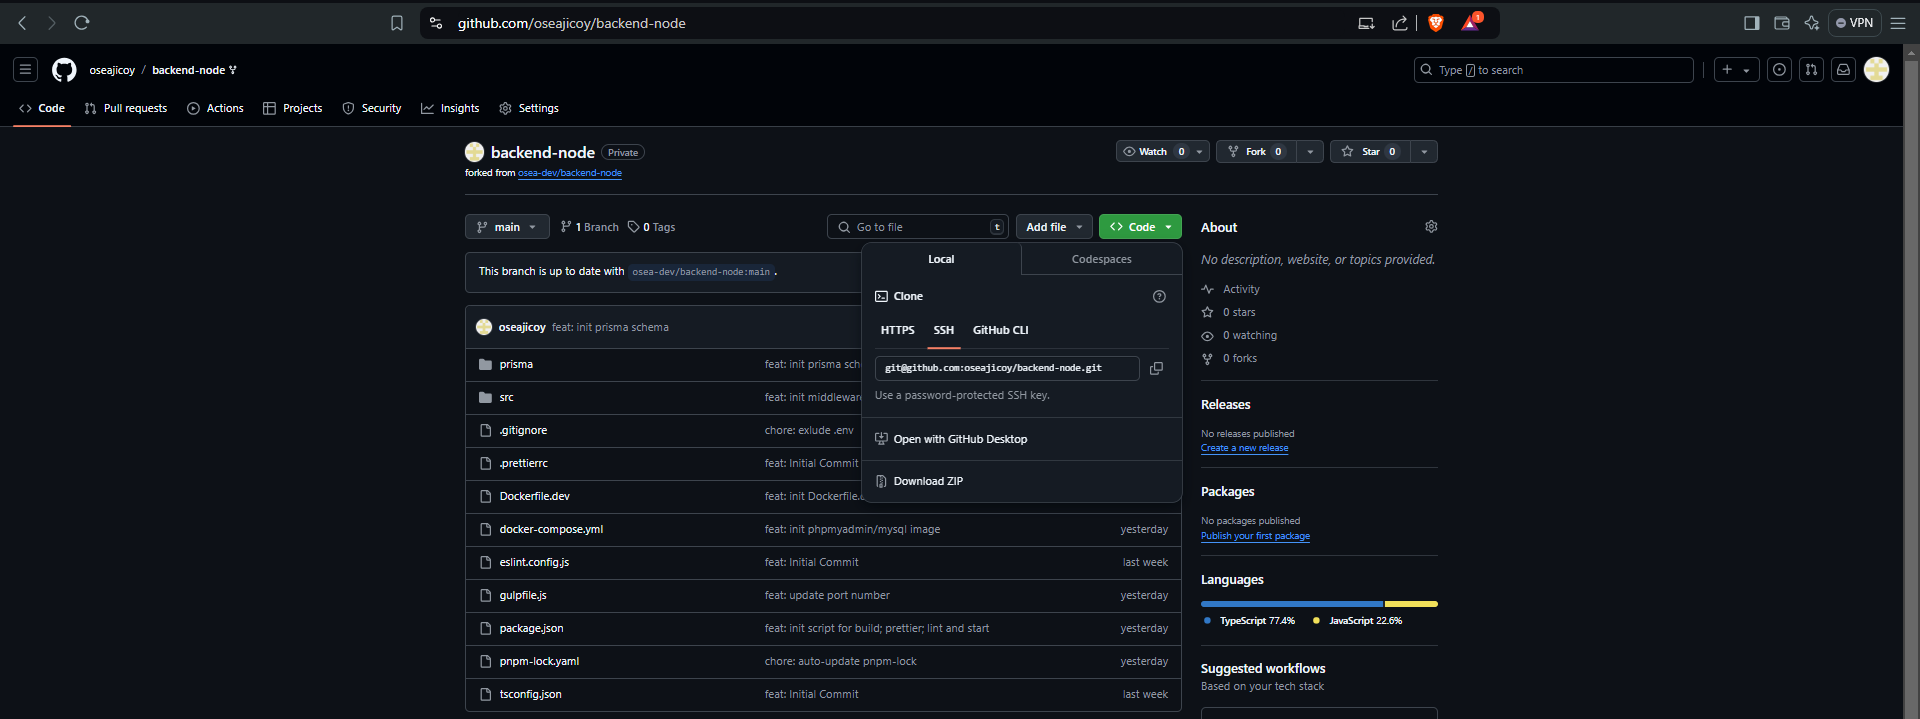 github.com/oseajicoy/backend-node
1
VPN
oseajicoy / backend-node
Type / to search
Code Pull requests Actions Projects Security Insights Settings
backend-node Private
Watch 0 Fork 0 Star 0
forked from osea-dev/backend-node
main 1 Branch 0 Tags Go to file t Add file Code
This branch is up to date with osea-dev/backend-node:main .
Local Codespaces
Clone
HTTPS SSH GitHub CLI
git@github.com:oseajicoy/backend-node.git
Use a password-protected SSH key.
Open with GitHub Desktop
Download ZIP
oseajicoy feat: init prisma schema
prisma feat: init prisma sch
src feat: init middlewar
.gitignore chore: exlude .env
.prettierrc feat: Initial Commit
Dockerfile.dev feat: init Dockerfile.
docker-compose.yml feat: init phpmyadmin/mysql image yesterday
eslint.config.js feat: Initial Commit last week
gulpfile.js feat: update port number yesterday
package.json feat: init script for build; prettier; lint and start yesterday
pnpm-lock.yaml chore: auto-update pnpm-lock yesterday
tsconfig.json feat: Initial Commit last week
About
No description, website, or topics provided.
Activity
0 stars
0 watching
0 forks
Releases
No releases published
Create a new release
Packages
No packages published
Publish your first package
Languages
TypeScript 77.4% JavaScript 22.6%
Suggested workflows
Based on your tech stack